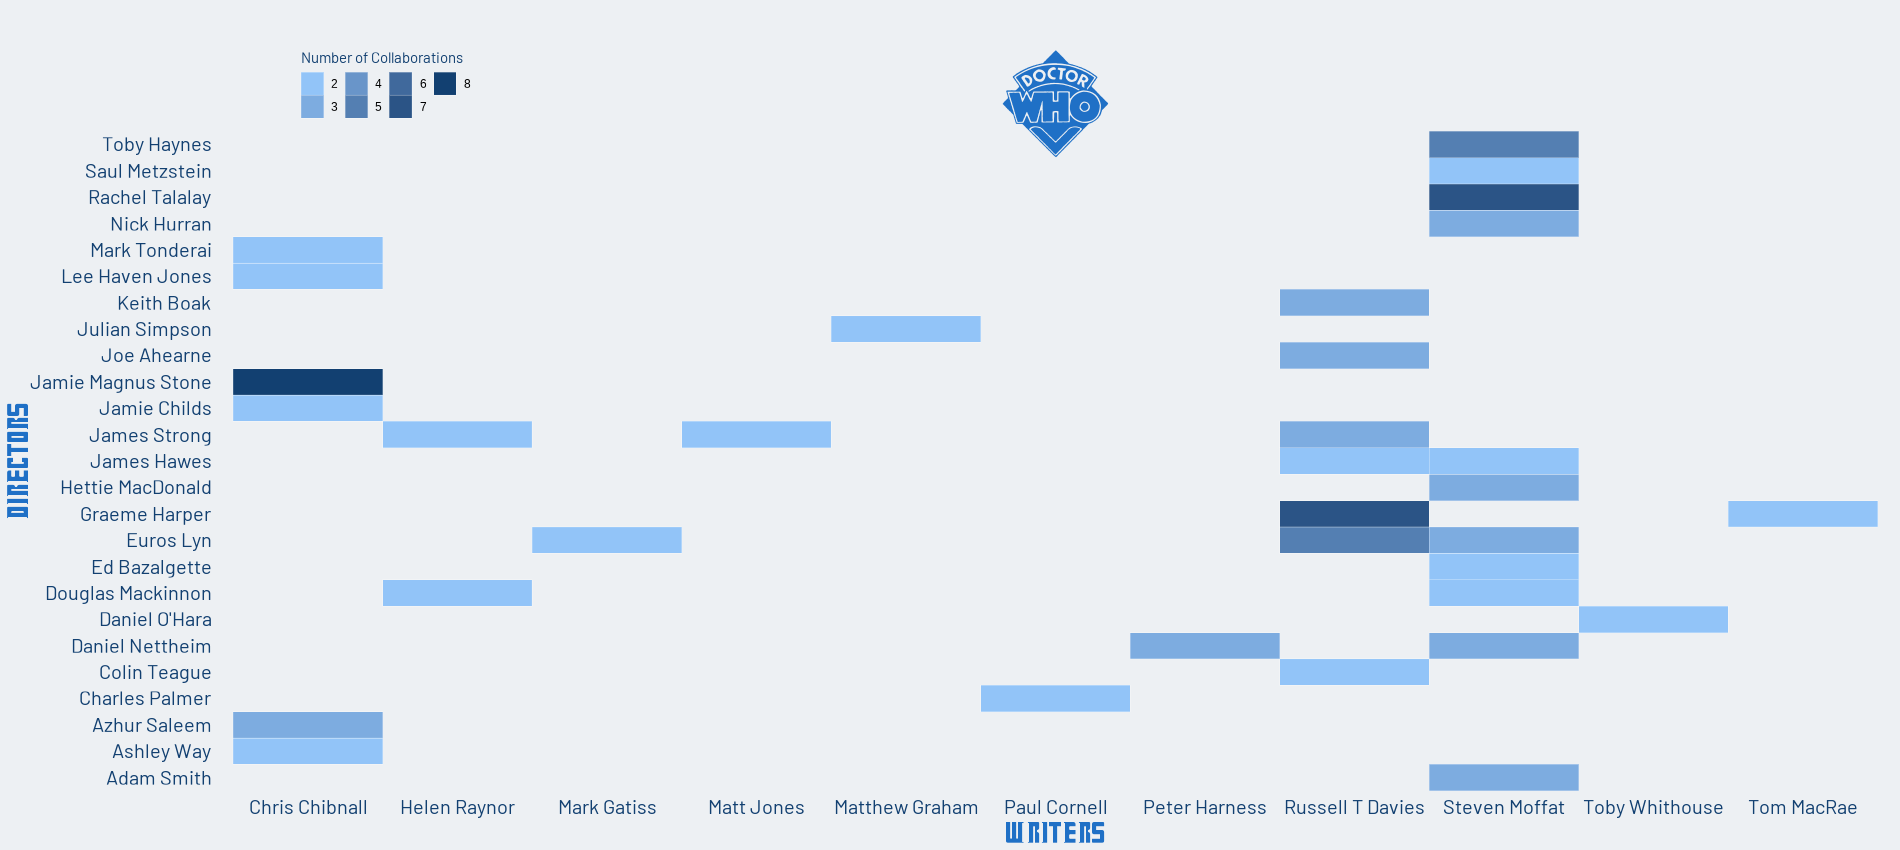 Number of Collaborations
2 4 6 8
3 5 7
DOCTOR
WHO
Toby Haynes
Saul Metzstein
Rachel Talalay
Nick Hurran
Mark Tonderai
Lee Haven Jones
Keith Boak
Julian Simpson
Joe Ahearne
Jamie Magnus Stone
Jamie Childs
James Strong
James Hawes
Hettie MacDonald
Graeme Harper
Euros Lyn
Ed Bazalgette
Douglas Mackinnon
Daniel O'Hara
Daniel Nettheim
Colin Teague
Charles Palmer
Azhur Saleem
Ashley Way
Adam Smith
DIRECTORS
Chris Chibnall Helen Raynor Mark Gatiss Matt Jones Matthew Graham Paul Cornell Peter Harness Russell T Davies Steven Moffat Toby Whithouse Tom MacRae
WRITERS